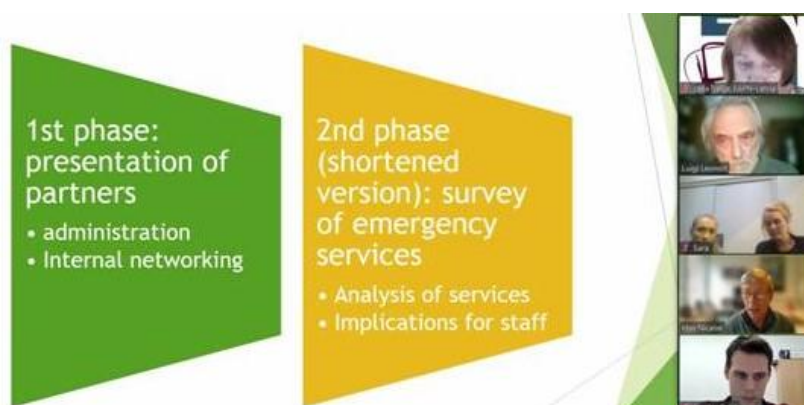 1st phase:
presentation of
partners
• administration
• Internal networking
2nd phase
(shortened
version): survey
of emergency
services
• Analysis of services
• Implications for staff
Luigi Leonori
Sara